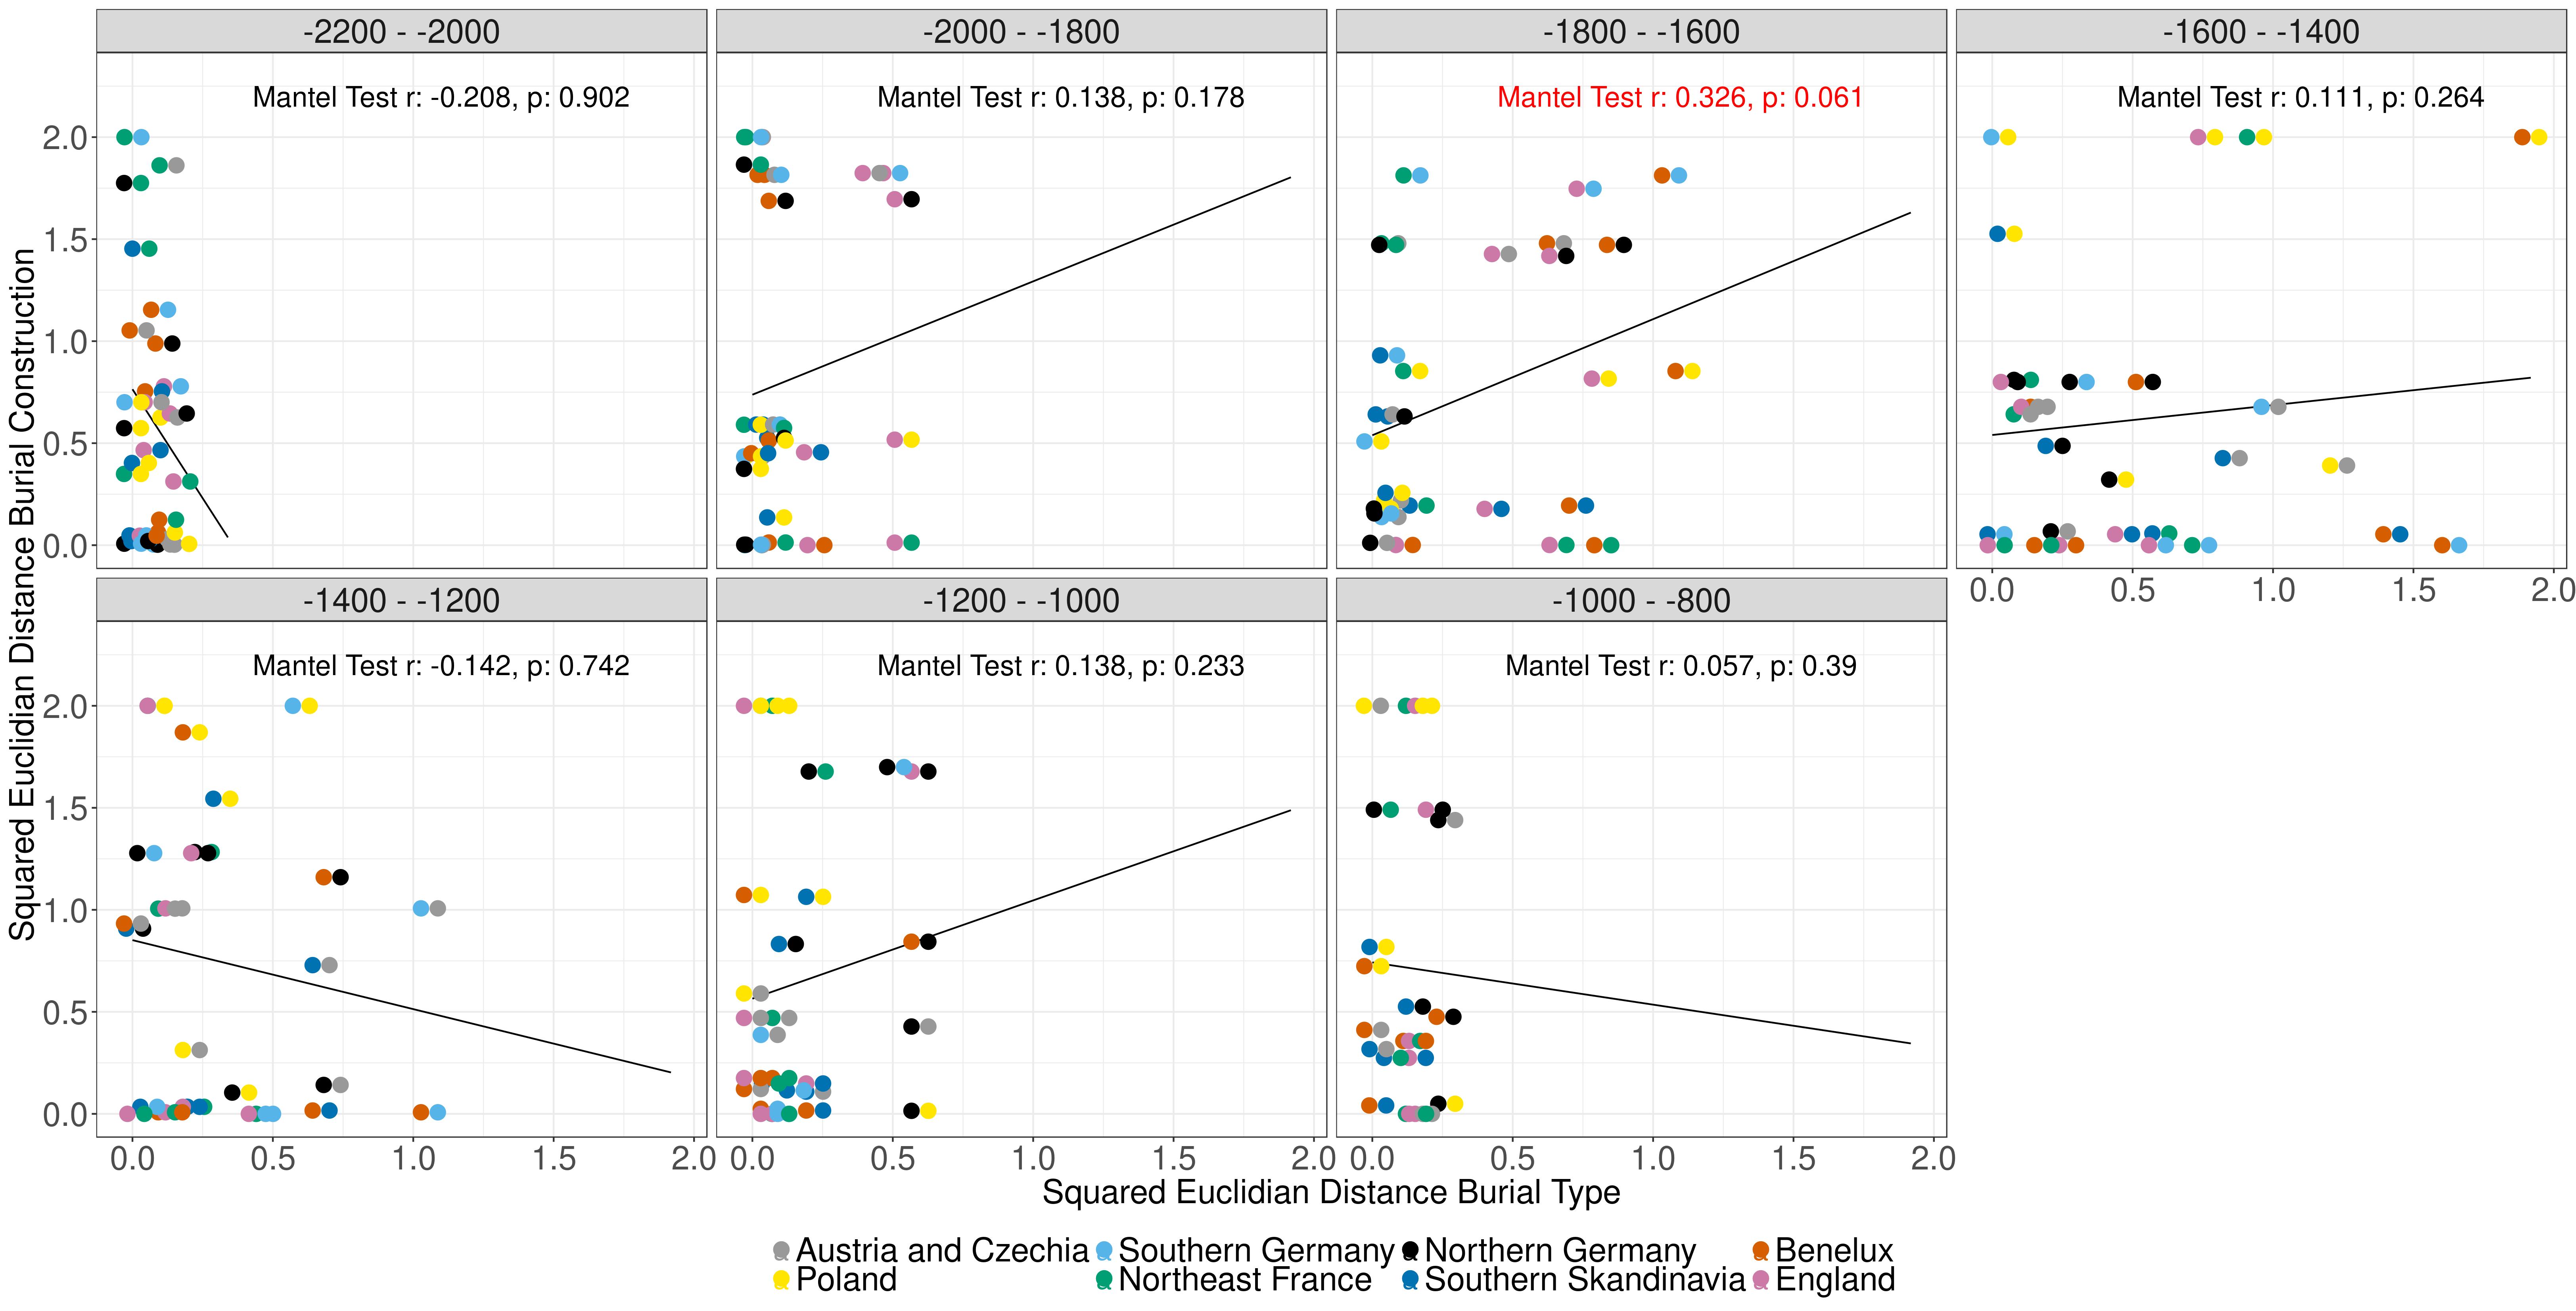 -2200 - -2000
-2000 - -1800
-1800 - -1600
-1600 - -1400
Mantel Test r: -0.208, p: 0.902
Mantel Test r: 0.138, p: 0.178
Mantel Test r: 0.326, p: 0.061
Mantel Test r: 0.111, p: 0.264
2.0
1.5
1.0
0.5
0.0
0.0 0.5 1.0 1.5 2.0
Squared Euclidian Distance Burial Construction
-1400 - -1200
-1200 - -1000
-1000 - -800
Mantel Test r: -0.142, p: 0.742
Mantel Test r: 0.138, p: 0.233
Mantel Test r: 0.057, p: 0.39
2.0
1.5
1.0
0.5
0.0
0.0 0.5 1.0 1.5 2.0
0.0 0.5 1.0 1.5 2.0
0.0 0.5 1.0 1.5 2.0
Squared Euclidian Distance Burial Type
Austria and Czechia Southern Germany Northern Germany Benelux
Poland Northeast France Southern Skandinavia England